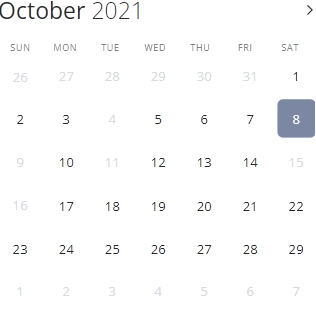 October 2021 >
SUN MON TUE WED THU FRI SAT
26 27 28 29 30 31 1
2 3 4 5 6 7 8
9 10 11 12 13 14 15
16 17 18 19 20 21 22
23 24 25 26 27 28 29
1 2 3 4 5 6 7